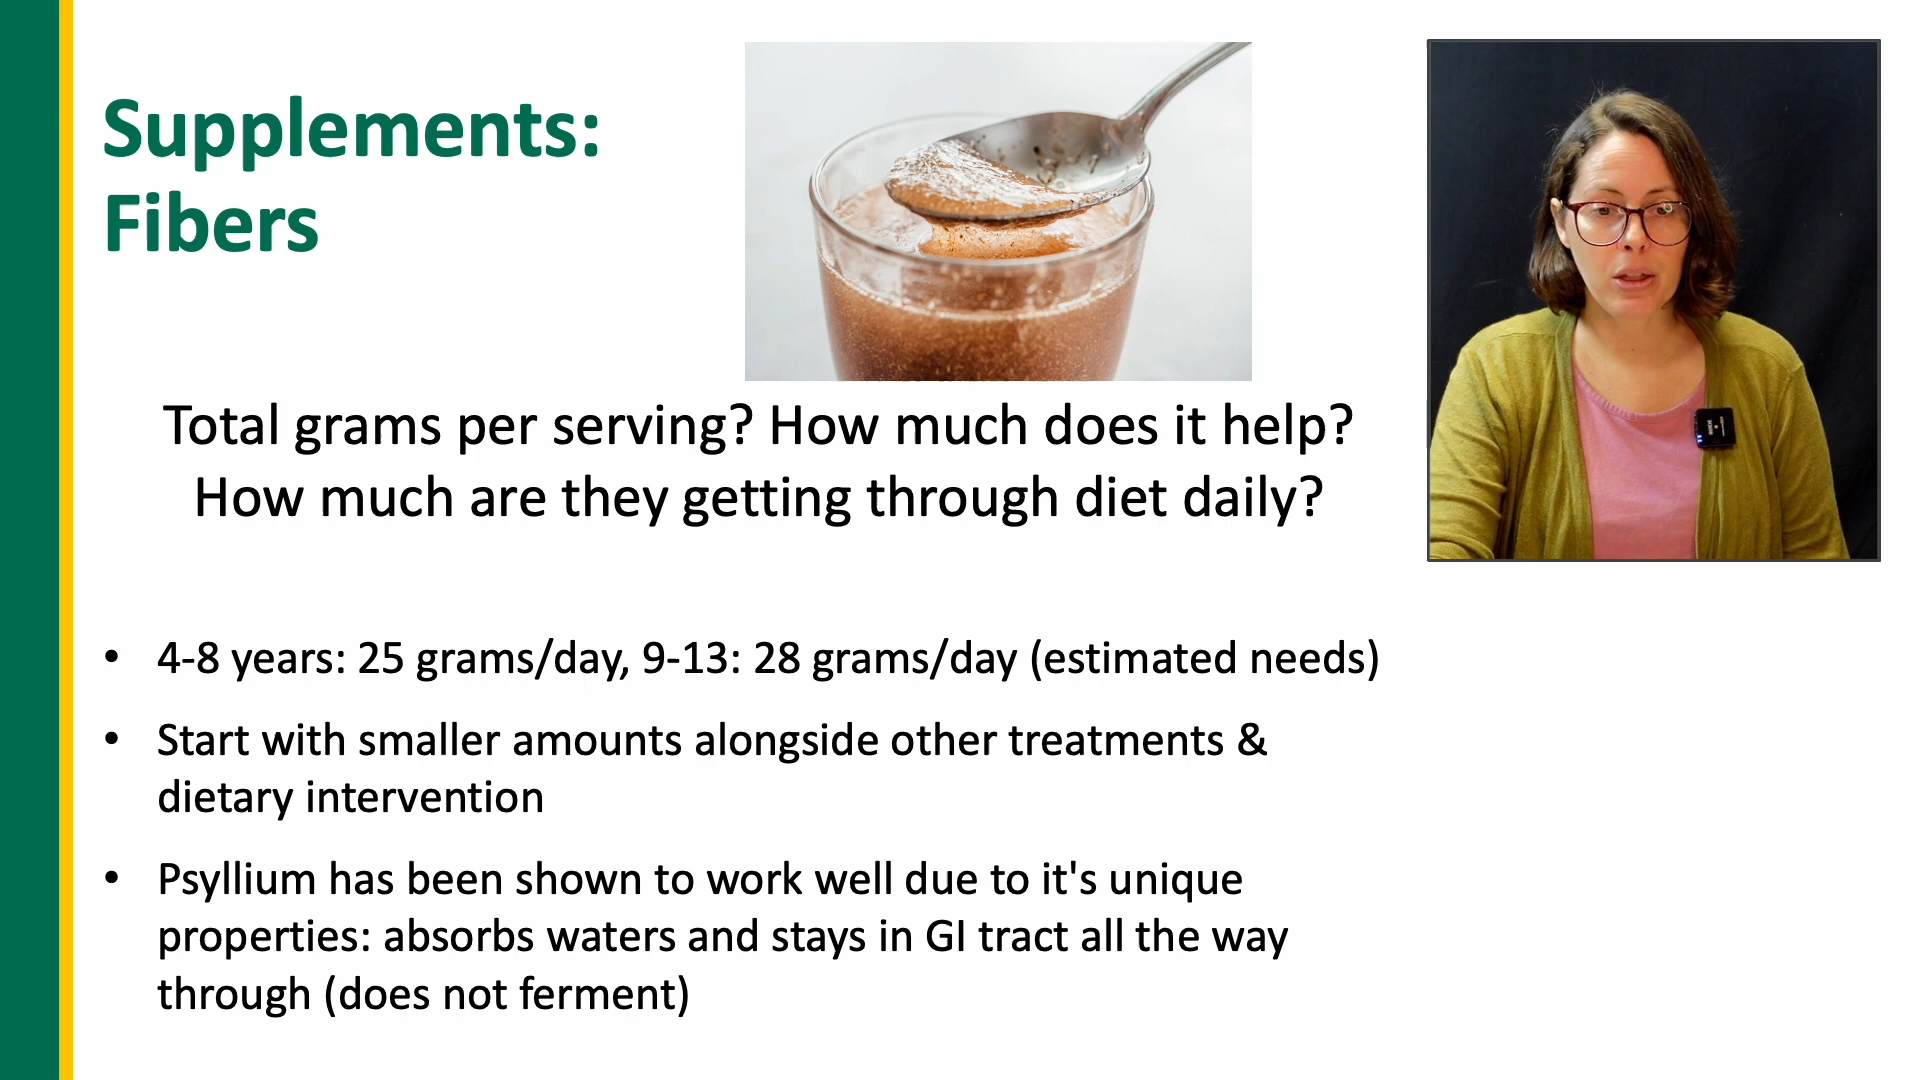 Supplements:
Fibers
Total grams per serving? How much does it help?
How much are they getting through diet daily?
• 4-8 years: 25 grams/day, 9-13: 28 grams/day (estimated needs)
• Start with smaller amounts alongside other treatments &
dietary intervention
• Psyllium has been shown to work well due to it's unique
properties: absorbs waters and stays in GI tract all the way
through (does not ferment)